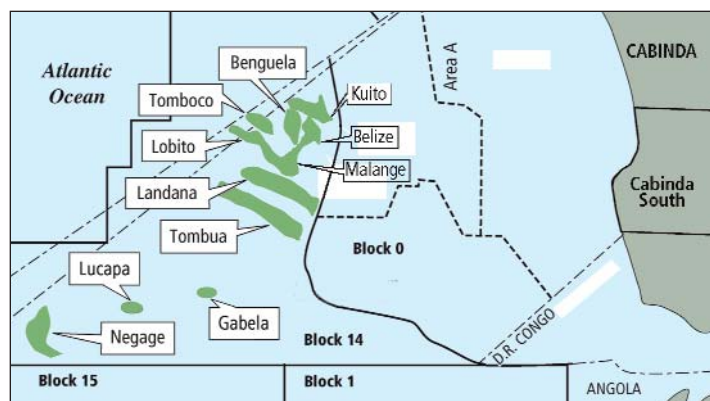 Atlantic
Ocean
Benguela
Tomboco
Lobito
Landana
Tombua
Lucapa
Negage
Gabela
Kuito
Belize
Malange
Area A
CABINDA
Cabinda
South
Block 0
Block 14
Block 15
Block 1
D.R. CONGO
ANGOLA